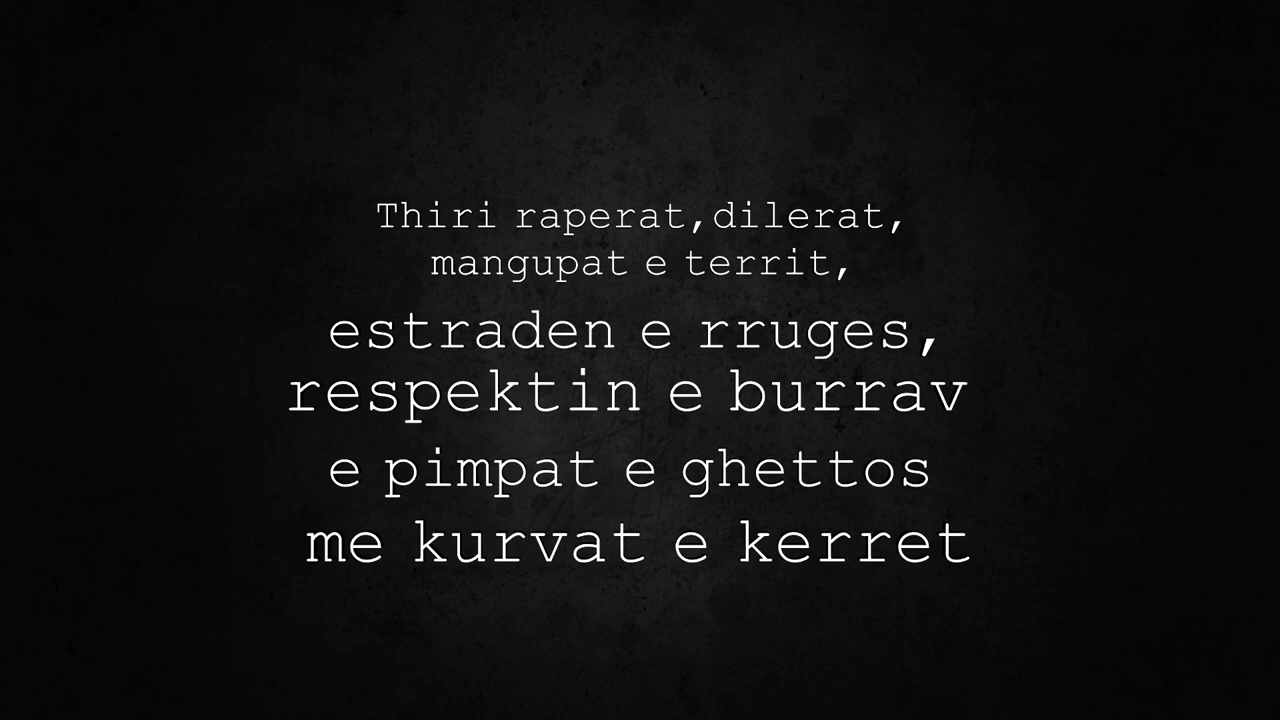 Thiri raperat,dilerat,
mangupat e territ,
estraden e rruges,
respektin e burrav
e pimpat e ghettos
me kurvat e kerret